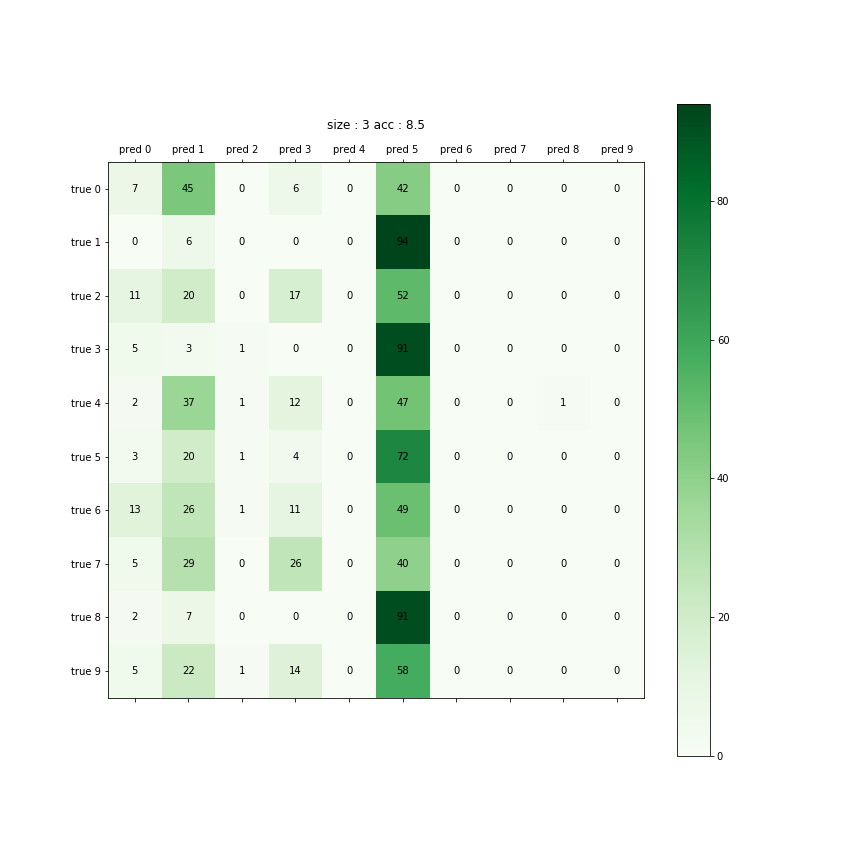 size : 3 acc : 8.5
pred 0 pred 1 pred 2 pred 3 pred 4 pred 5 pred 6 pred 7 pred 8 pred 9
true 0 7 45 0 6 0 42 0 0 0 0
true 1 0 6 0 0 0 94 0 0 0 0
true 2 11 20 0 17 0 52 0 0 0 0
true 3 5 3 1 0 0 91 0 0 0 0
true 4 2 37 1 12 0 47 0 0 1 0
true 5 3 20 1 4 0 72 0 0 0 0
true 6 13 26 1 11 0 49 0 0 0 0
true 7 5 29 0 26 0 40 0 0 0 0
true 8 2 7 0 0 0 91 0 0 0 0
true 9 5 22 1 14 0 58 0 0 0 0
80
60
40
20
0